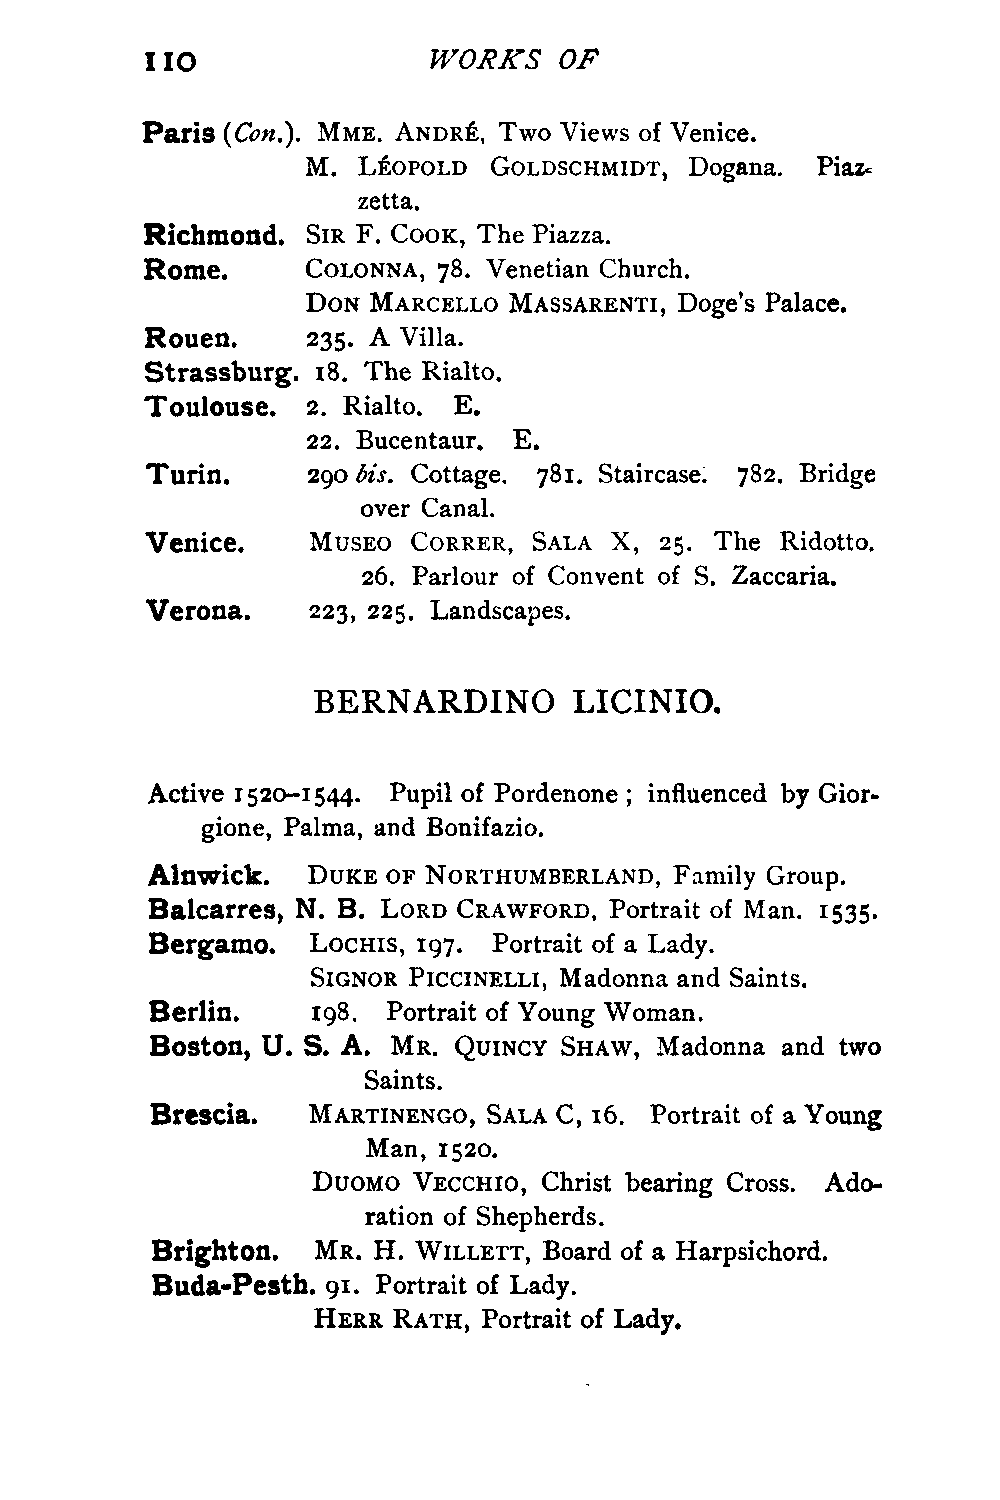 110 WORKS OF
Paris (Con.). MME. ANDRÉ, Two Views of Venice.
M. LÉOPOLD GOLDSCHMIDT, Dogana. Piaz-
zetta.
Richmond. SIR F. COOK, The Piazza.
Rome. COLONNA, 78. Venetian Church.
DON MARCELLO MASSARENTI, Doge's Palace.
Rouen. 235. A Villa.
Strassburg. 18. The Rialto.
Toulouse. 2. Rialto. E.
22. Bucentaur. E.
Turin. 290 bis. Cottage. 781. Staircase. 782. Bridge
over Canal.
Venice. MUSEO CORRER, SALA X, 25. The Ridotto.
26. Parlour of Convent of S. Zaccaria.
Verona. 223, 225. Landscapes.
BERNARDINO LICINIO.
Active 1520–1544. Pupil of Pordenone ; influenced by Gior-
gione, Palma, and Bonifazio.
Alnwick. DUKE OF NORTHUMBERLAND, Family Group.
Balcarres, N. B. LORD CRAWFORD, Portrait of Man. 1535.
Bergamo. LOCHIS, 197. Portrait of a Lady.
SIGNOR PICCINELLI, Madonna and Saints.
Berlin. 198. Portrait of Young Woman.
Boston, U. S. A. MR. QUINCY SHAW, Madonna and two
Saints.
Brescia. MARTINENGO, SALA C, 16. Portrait of a Young
Man, 1520.
DUOMO VECCHIO, Christ bearing Cross. Ado-
ration of Shepherds.
Brighton. MR. H. WILLETT, Board of a Harpsichord.
Buda-Pesth. 91. Portrait of Lady.
HERR RATH, Portrait of Lady.